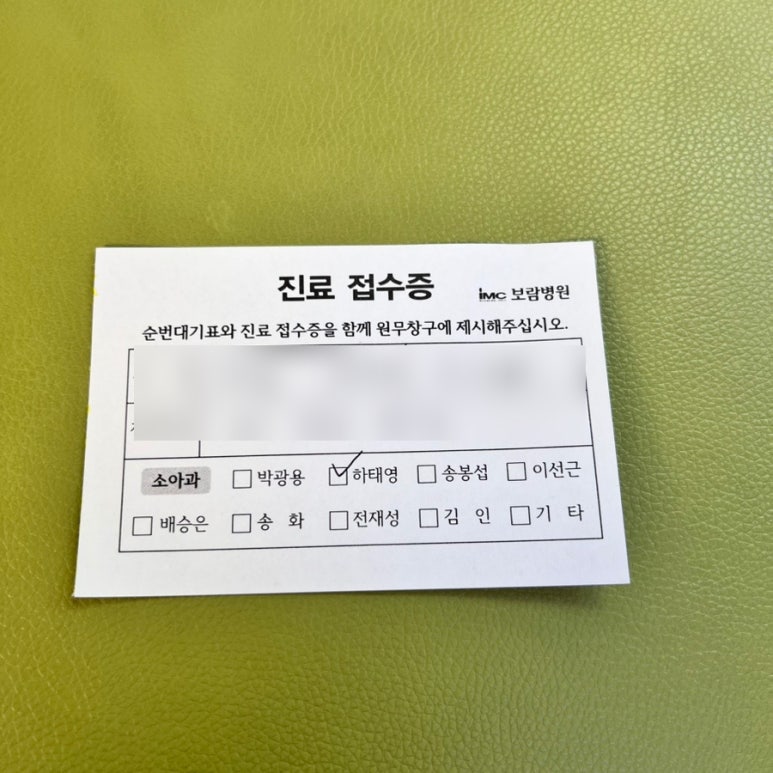 진료 접수증
iMC 보람병원
순번대기표와 진료 접수증을 함께 원무창구에 제시해주십시오.
소아과 박광용 하태영 송봉섭 이선근
배승은 송 화 전재성 김 인 기 타